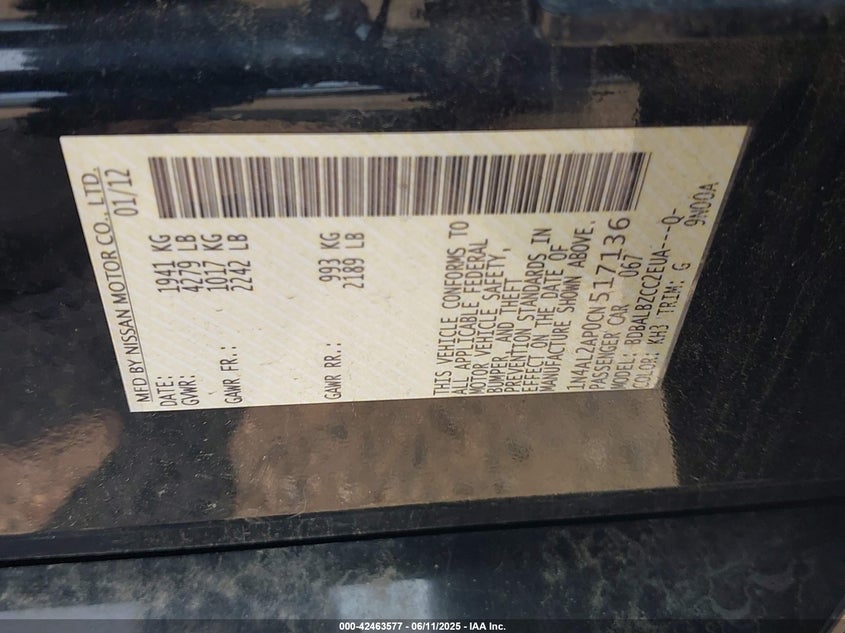 MFD BY NISSAN MOTOR CO., LTD.
DATE: 01/12
GVWR: 1941 KG
4279 LB
GAWR FR.: 1017 KG
2242 LB
GAWR RR.: 993 KG
2189 LB
THIS VEHICLE CONFORMS TO
ALL APPLICABLE FEDERAL
MOTOR VEHICLE SAFETY,
BUMPER, AND THEFT
PREVENTION STANDARDS IN
EFFECT ON THE DATE OF
MANUFACTURE SHOWN ABOVE.
1N4AL2AP0CN517136
PASSENGER CAR 067
MODEL: BDBALBZCC2EUA---Q-
COLOR: KH3 TRIM: G 9N00A
000-42463577 - 06/11/2025 - IAA Inc.